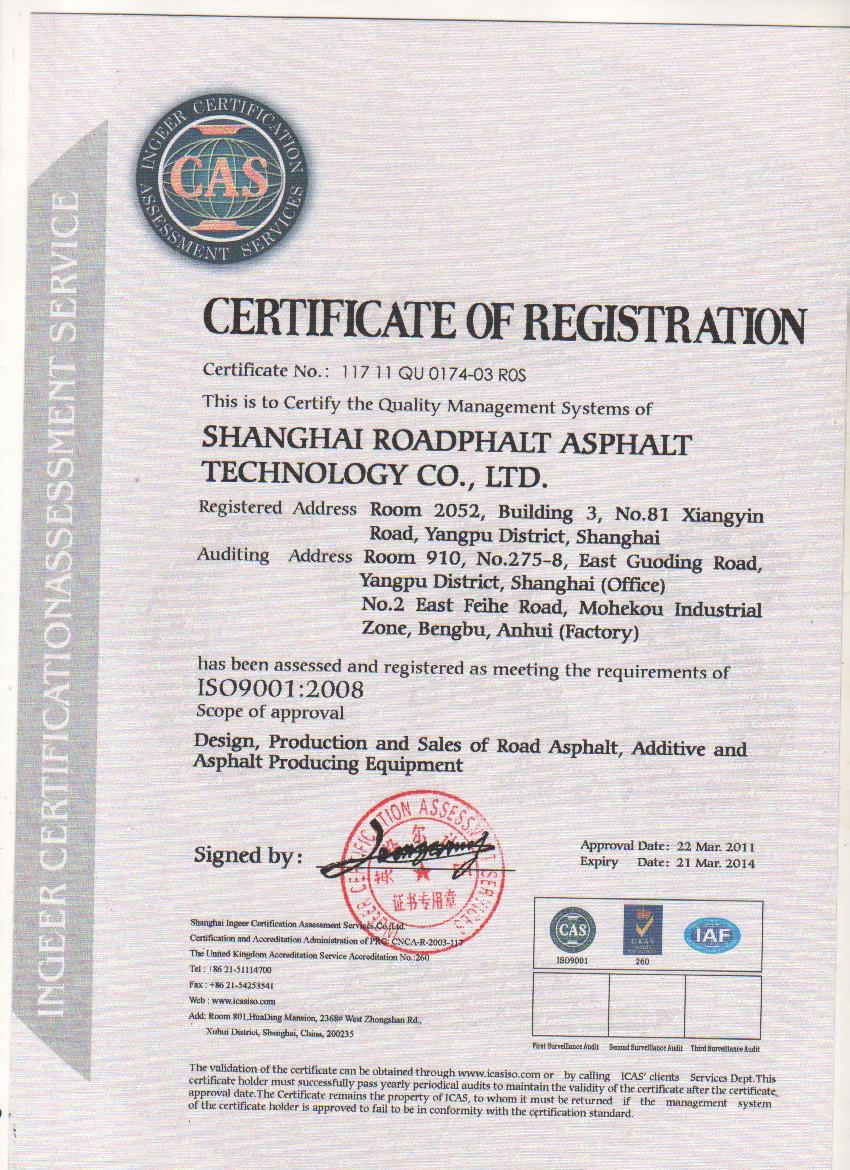 INGEER CERTIFICATION
CAS
ASSESSMENT SERVICES
INGEER CERTIFICATIONASSESSMENT SERVICE
CERTIFICATE OF REGISTRATION
Certificate No.: 117 11 QU 0174-03 R0S
This is to Certify the Quality Management Systems of
SHANGHAI ROADPHALT ASPHALT
TECHNOLOGY CO., LTD.
Registered Address Room 2052, Building 3, No.81 Xiangyin
Road, Yangpu District, Shanghai
Auditing Address Room 910, No.275-8, East Guoding Road,
Yangpu District, Shanghai (Office)
No.2 East Feihe Road, Mohekou Industrial
Zone, Bengbu, Anhui (Factory)
has been assessed and registered as meeting the requirements of
ISO9001:2008
Scope of approval
Design, Production and Sales of Road Asphalt, Additive and
Asphalt Producing Equipment
Signed by:
INGEER CERTIFICATION ASSESSMENT SERVICES
证书专用章
Approval Date: 22 Mar. 2011
Expiry Date: 21 Mar. 2014
Shanghai Ingeer Certification Assessment Services Co.,Ltd.
Certification and Accreditation Administration of PRC: CNCA-R-2003-117
The United Kingdom Accreditation Service Accreditation No.:260
Tel : +86 21-51114700
Fax : +86 21-54253541
Web : www.icasiso.com
Add: Room 801,HuaDing Mansion, 2368# West Zhongshan Rd.,
Xuhui District, Shanghai, China, 200235
CAS
ISO9001
UKAS
260
IAF
First Surveillance Audit Second Surveillance Audit Third Surveillance Audit
The validation of the certificate can be obtained through www.icasiso.com or by calling ICAS' clients Services Dept.This
certificate holder must successfully pass yearly periodical audits to maintain the validity of the certificate after the certificate
approval date.The Certificate remains the property of ICAS, to whom it must be returned if the management system
of the certificate holder is approved to fail to be in conformity with the certification standard.